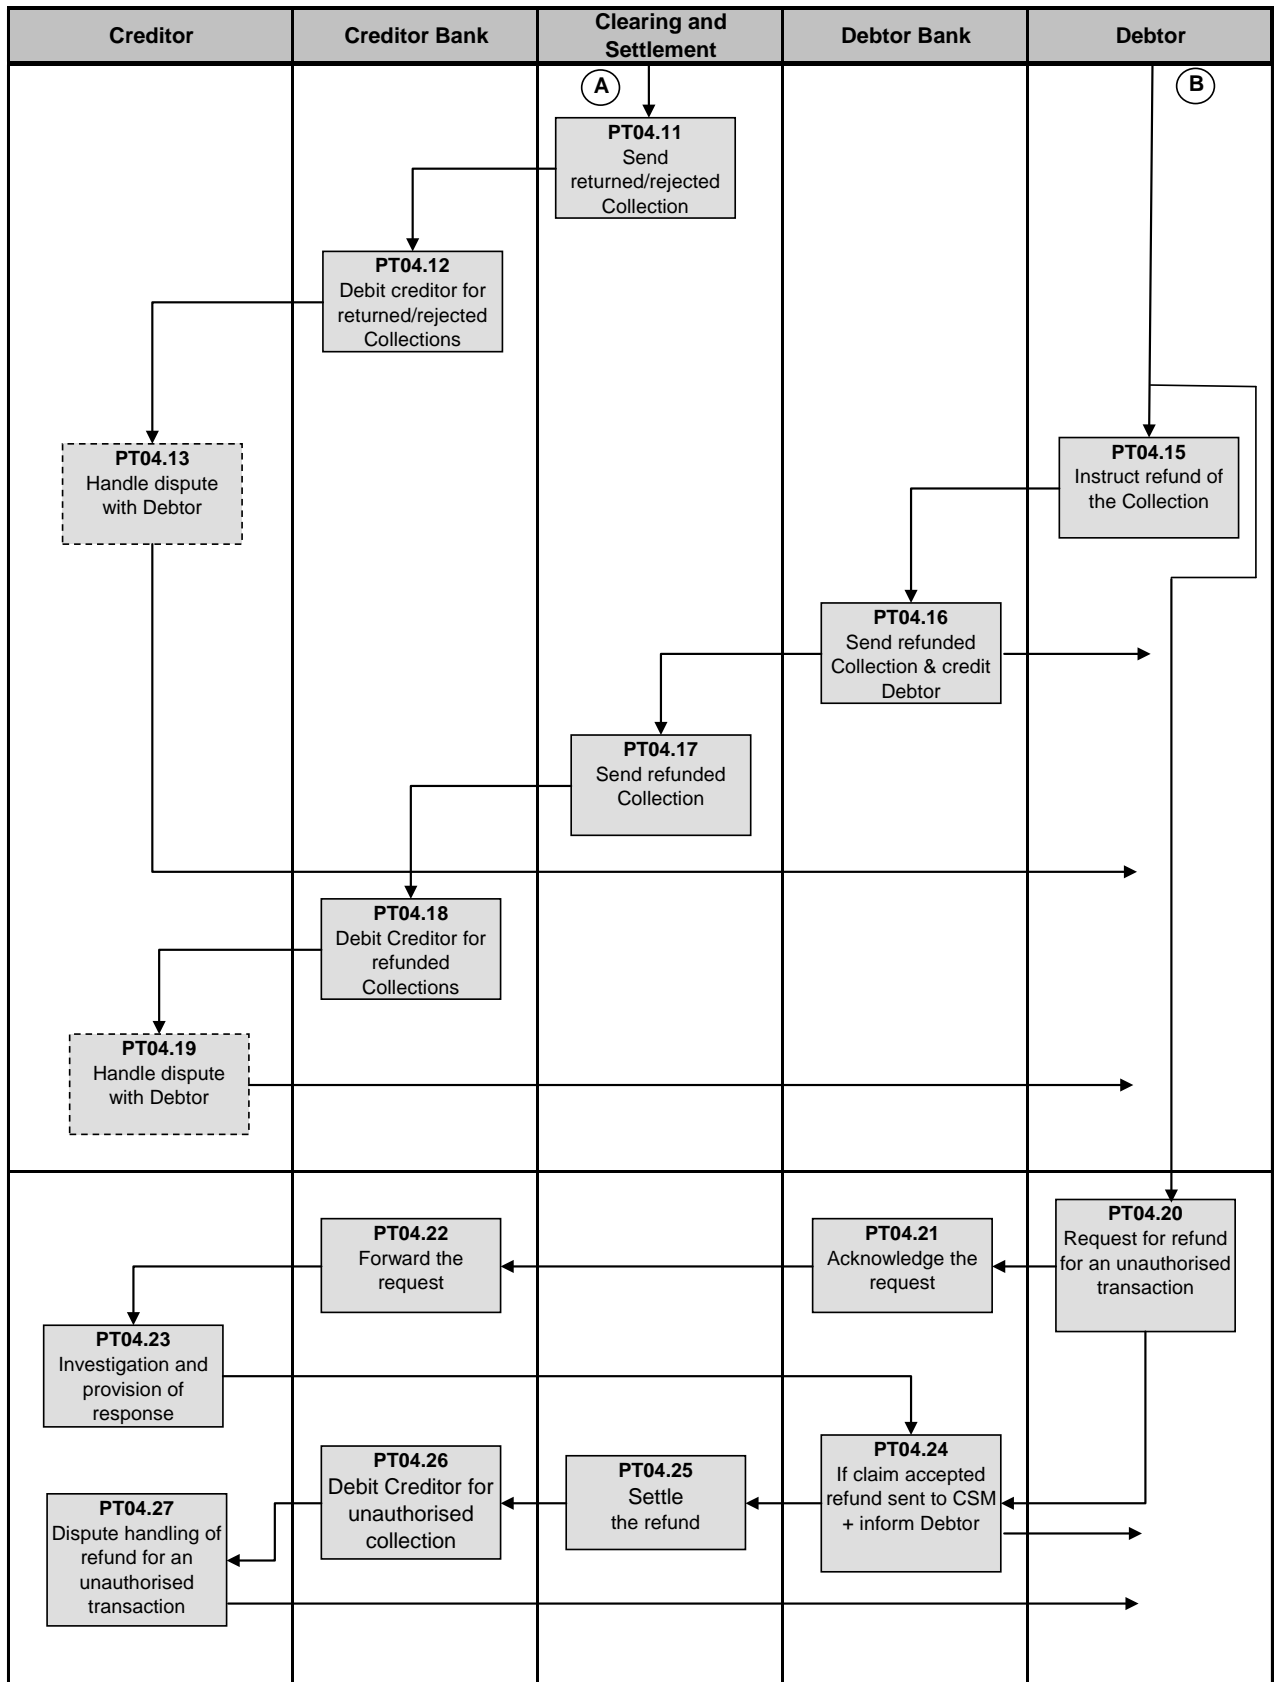 Creditor
Creditor Bank
Clearing and
Settlement
Debtor Bank
Debtor
A
B
PT04.11
Send
returned/rejected
Collection
PT04.12
Debit creditor for
returned/rejected
Collections
PT04.13
Handle dispute
with Debtor
PT04.15
Instruct refund of
the Collection
PT04.16
Send refunded
Collection & credit
Debtor
PT04.17
Send refunded
Collection
PT04.18
Debit Creditor for
refunded
Collections
PT04.19
Handle dispute
with Debtor
PT04.20
Request for refund
for an unauthorised
transaction
PT04.21
Acknowledge the
request
PT04.22
Forward the
request
PT04.23
Investigation and
provision of
response
PT04.24
If claim accepted
refund sent to CSM
+ inform Debtor
PT04.25
Settle
the refund
PT04.26
Debit Creditor for
unauthorised
collection
PT04.27
Dispute handling of
refund for an
unauthorised
transaction